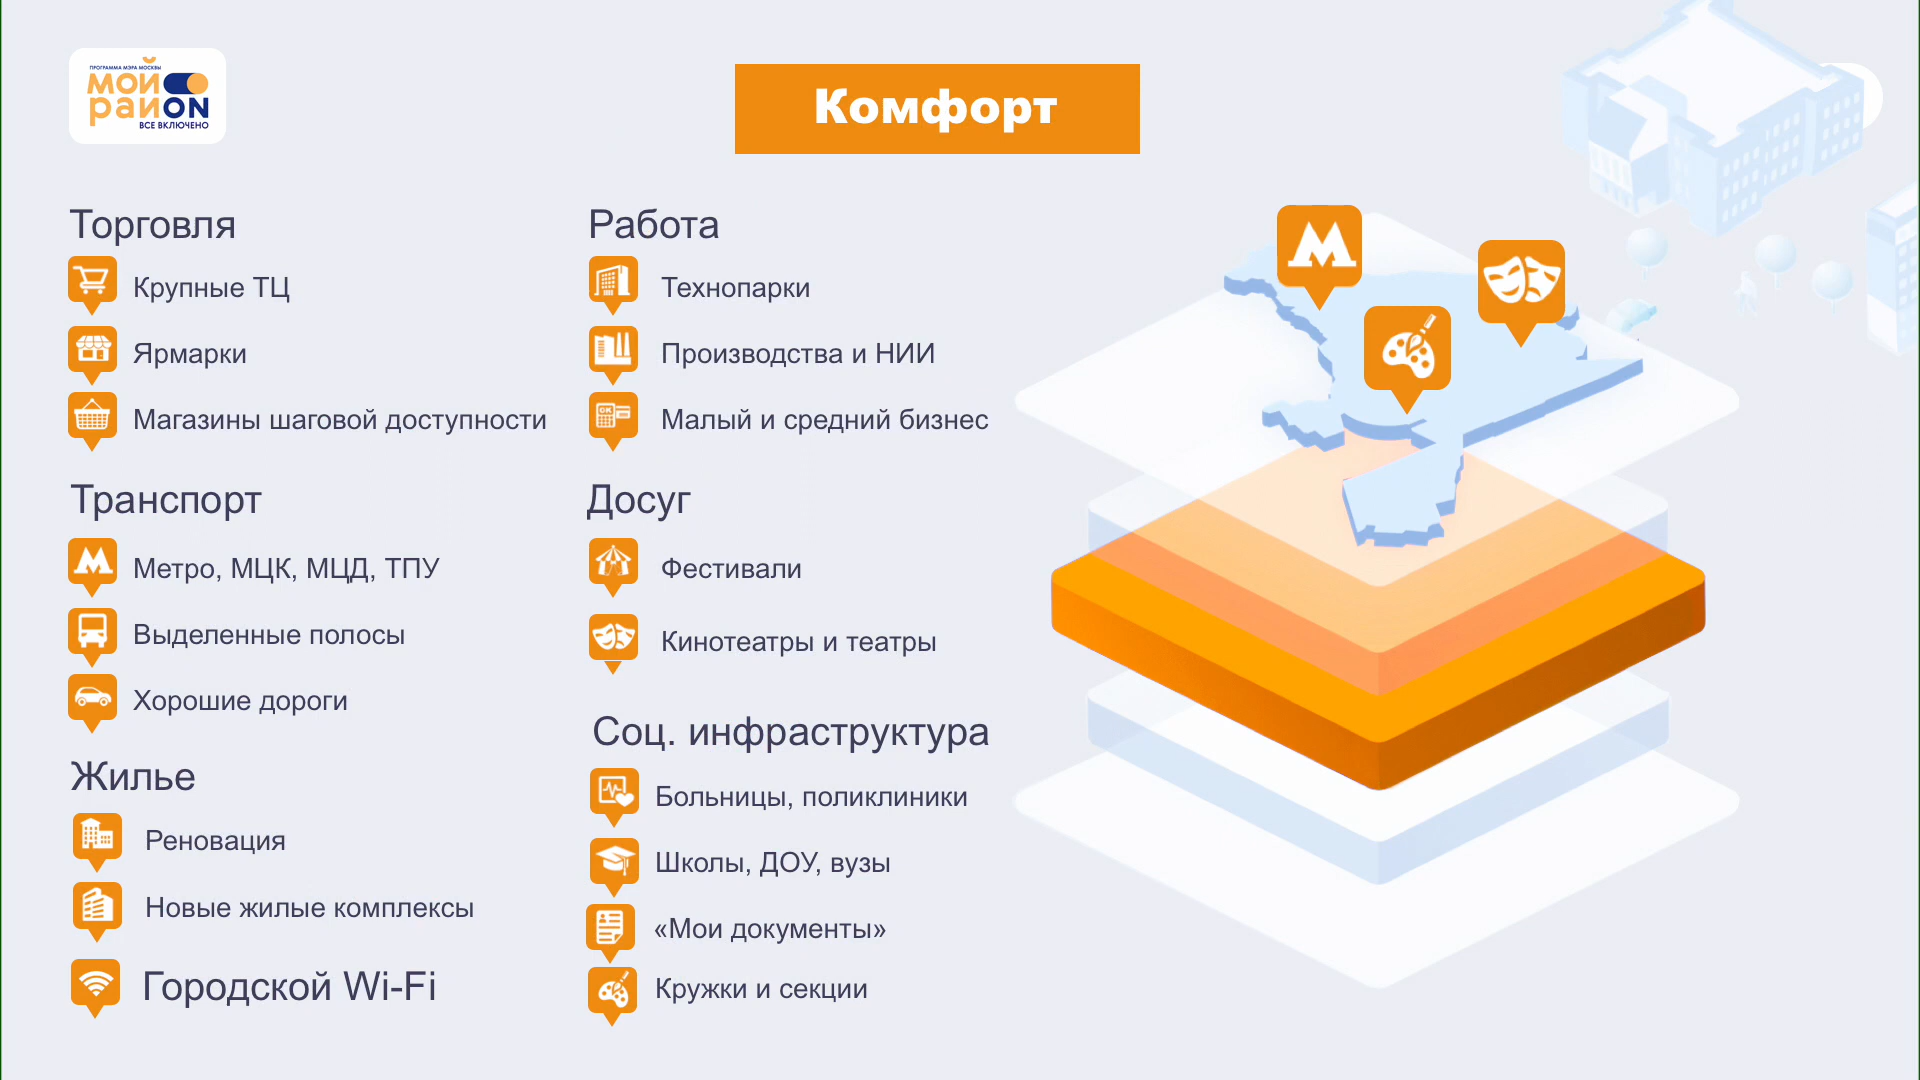 ПРОГРАММА МЭРА МОСКВЫ
МОЙ
РАЙON
ВСЕ ВКЛЮЧЕНО
Комфорт
Торговля
Крупные ТЦ
Ярмарки
Магазины шаговой доступности
Транспорт
Метро, МЦК, МЦД, ТПУ
Выделенные полосы
Хорошие дороги
Жилье
Реновация
Новые жилые комплексы
Городской Wi-Fi
Работа
Технопарки
Производства и НИИ
Малый и средний бизнес
Досуг
Фестивали
Кинотеатры и театры
Соц. инфраструктура
Больницы, поликлиники
Школы, ДОУ, вузы
«Мои документы»
Кружки и секции